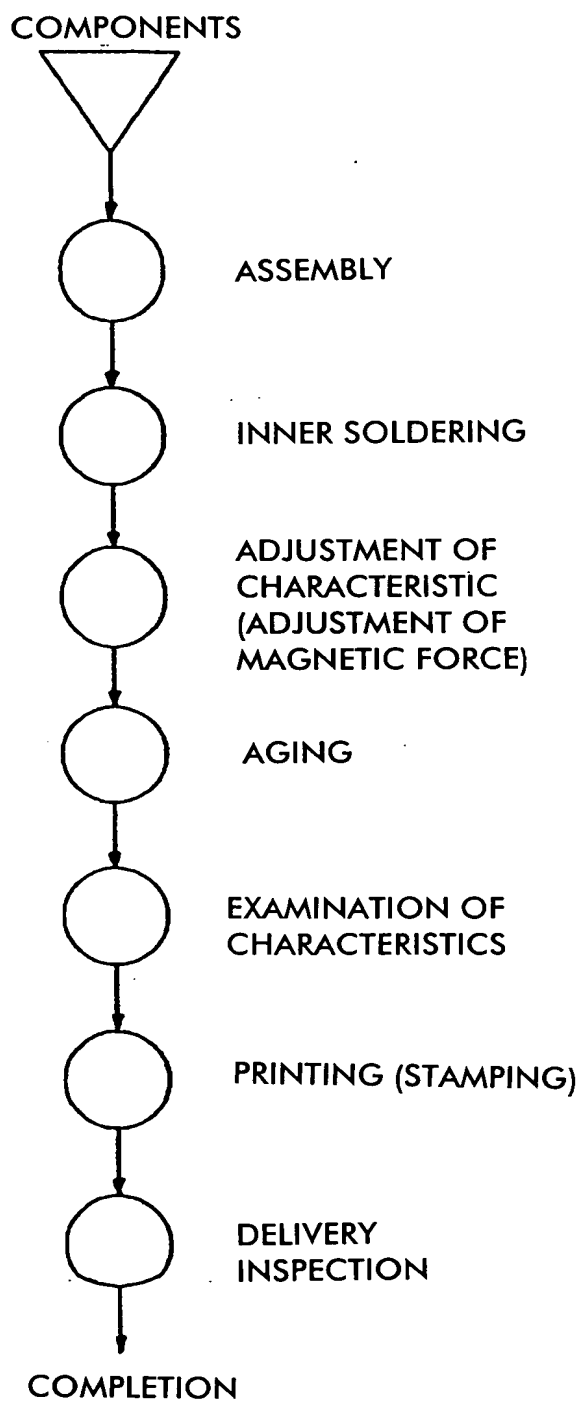 COMPONENTS
ASSEMBLY
INNER SOLDERING
ADJUSTMENT OF
CHARACTERISTIC
(ADJUSTMENT OF
MAGNETIC FORCE)
AGING
EXAMINATION OF
CHARACTERISTICS
PRINTING (STAMPING)
DELIVERY
INSPECTION
COMPLETION